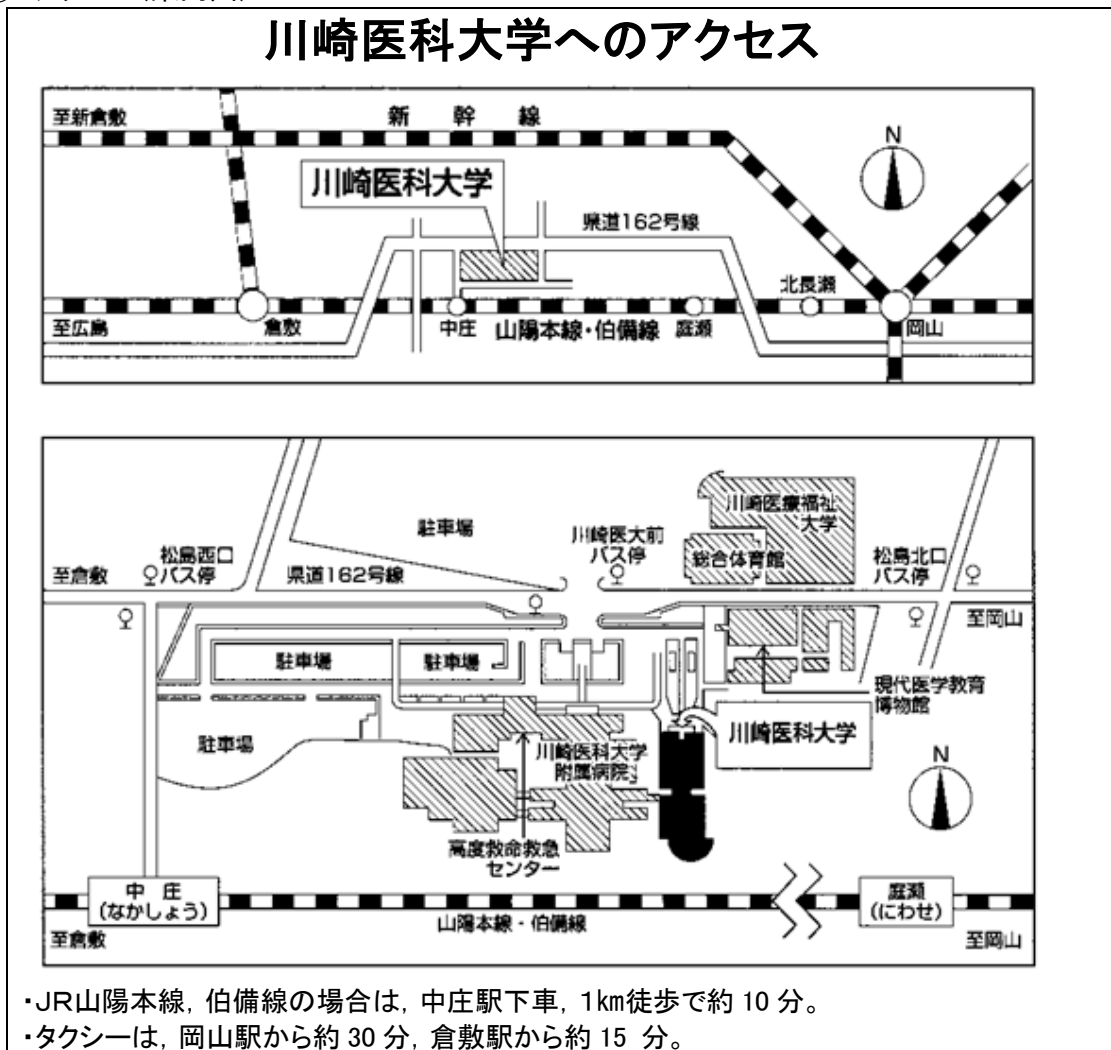 川崎医科大学へのアクセス
至新倉敷
新幹線
N
川崎医科大学
県道162号線
北長瀬
至広島
倉敷
中庄
山陽本線・伯備線
庭瀬
岡山
川崎医療福祉
大学
駐車場
川崎医大前
バス停
総合体育館
松島西口
バス停
松島北口
バス停
至倉敷
県道162号線
至岡山
駐車場
駐車場
現代医学教育
博物館
川崎医科大学
駐車場
川崎医科大学
附属病院
N
高度救命救急
センター
中庄
(なかしょう)
庭瀬
(にわせ)
山陽本線・伯備線
至倉敷
至岡山
・JR山陽本線, 伯備線の場合は, 中庄駅下車, 1㎞徒歩で約 10 分。
・タクシーは, 岡山駅から約 30 分, 倉敷駅から約 15 分。